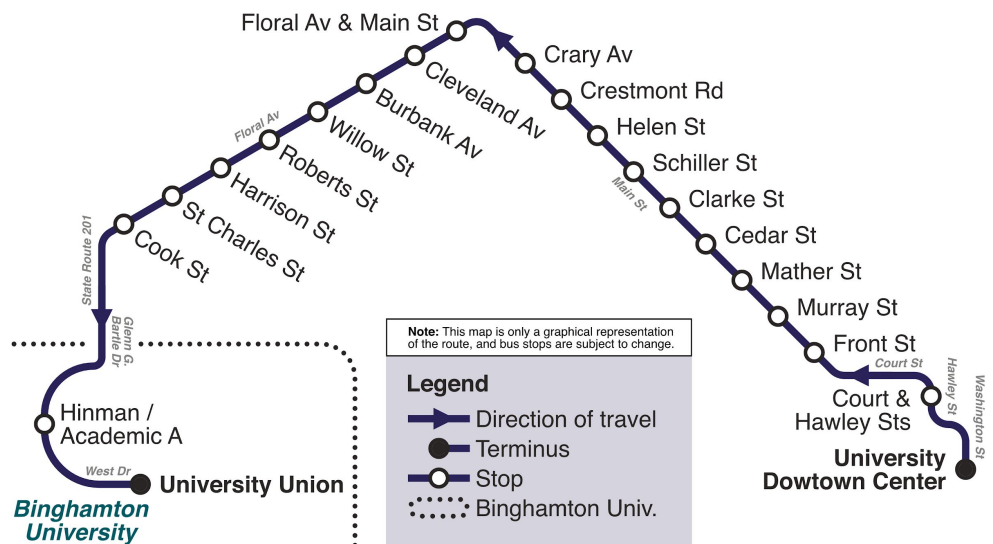 Floral Av & Main St
Crary Av
Crestmont Rd
Helen St
Schiller St
Main St
Clarke St
Cedar St
Mather St
Murray St
Front St
Court St
Hawley St
Washington St
Court &
Hawley Sts
University
Dowtown Center
Cleveland Av
Burbank Av
Willow St
Floral Av
Roberts St
Harrison St
St Charles St
Cook St
State Route 201
Glenn G.
Bartle Dr
Hinman /
Academic A
West Dr
University Union
Binghamton
University
Note: This map is only a graphical representation
of the route, and bus stops are subject to change.
Legend
Direction of travel
Terminus
Stop
Binghamton Univ.